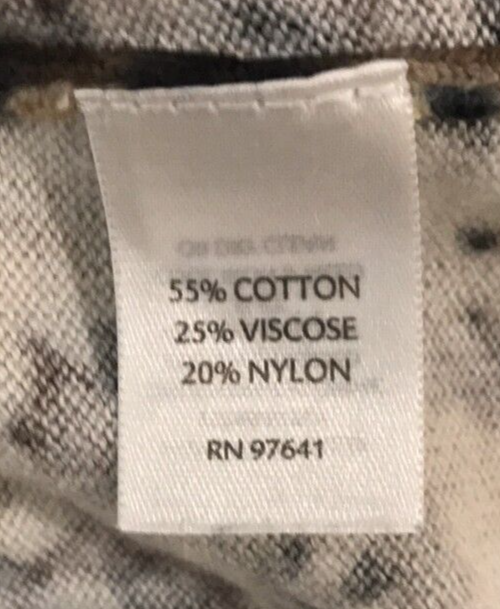 55% COTTON
25% VISCOSE
20% NYLON
RN 97641